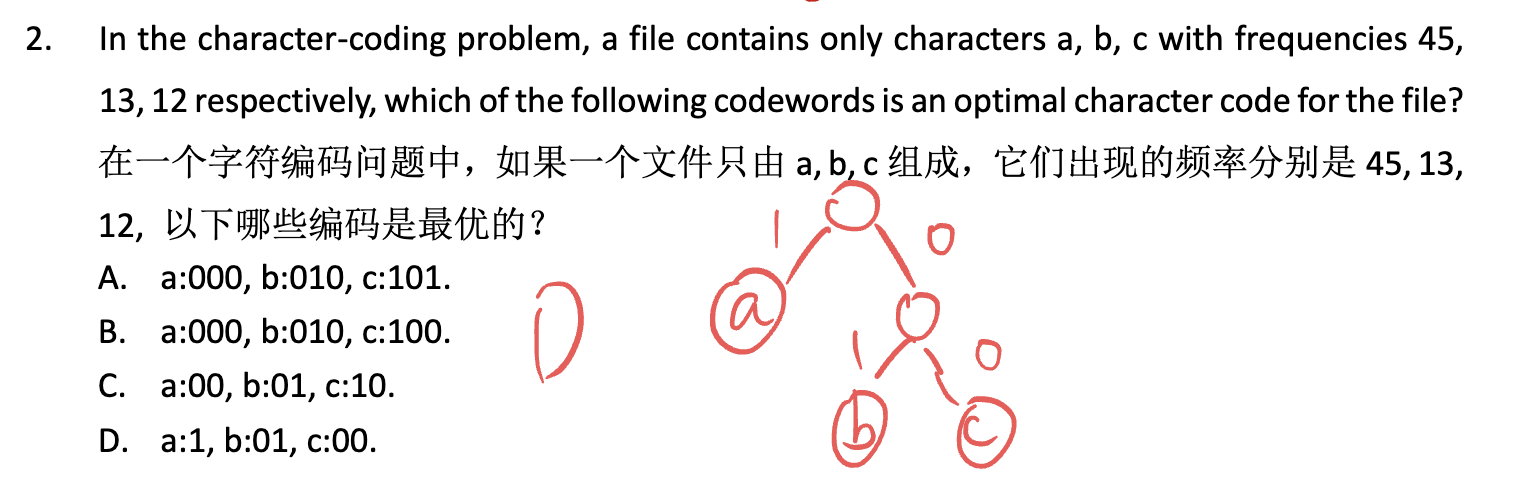 2. In the character-coding problem, a file contains only characters a, b, c with frequencies 45,
13, 12 respectively, which of the following codewords is an optimal character code for the file?
在一个字符编码问题中，如果一个文件只由 a, b, c 组成，它们出现的频率分别是 45, 13,
12, 以下哪些编码是最优的？
A. a:000, b:010, c:101.
B. a:000, b:010, c:100.
C. a:00, b:01, c:10.
D. a:1, b:01, c:00.
D
1 0
a
1 0
b c